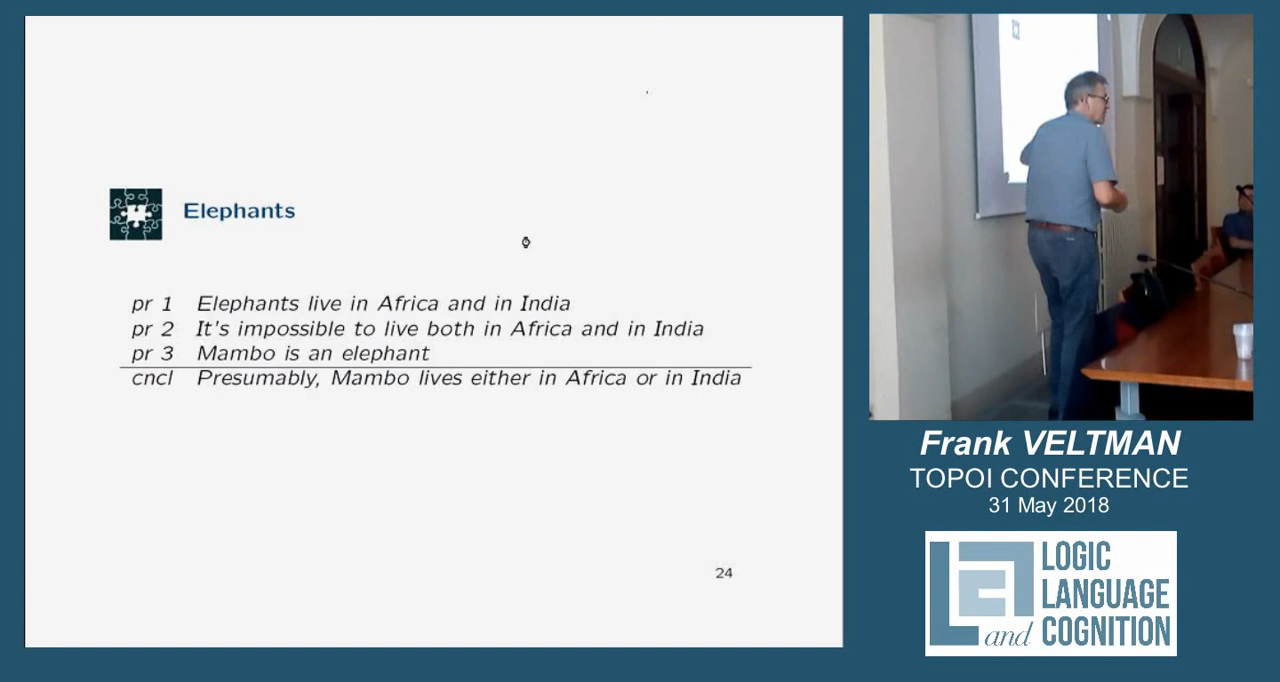 Elephants
pr 1 Elephants live in Africa and in India
pr 2 It's impossible to live both in Africa and in India
pr 3 Mambo is an elephant
cncl Presumably, Mambo lives either in Africa or in India
24
Frank VELTMAN
TOPOI CONFERENCE
31 May 2018
LLC
LOGIC
LANGUAGE
and COGNITION